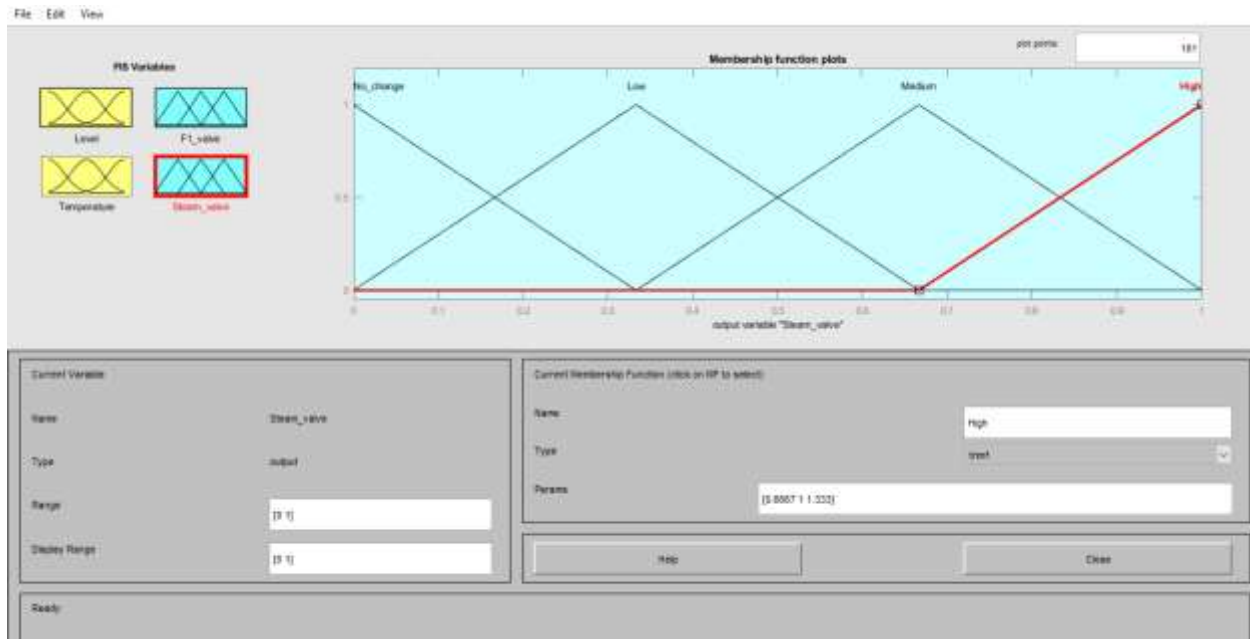 File Edit View
FIS Variables
Level
F1_valve
Temperature
Steam_valve
plot points:
181
Membership function plots
No_change
Low
Medium
High
1
0.5
0
0
0.1
0.2
0.3
0.4
0.5
0.6
0.7
0.8
0.9
1
output variable "Steam_valve"
Current Variable
Name
Steam_valve
Type
output
Range
[0 1]
Display Range
[0 1]
Current Membership Function (click on MF to select)
Name
High
Type
trimf
Params
[0.6667 1 1.333]
Help
Close
Ready